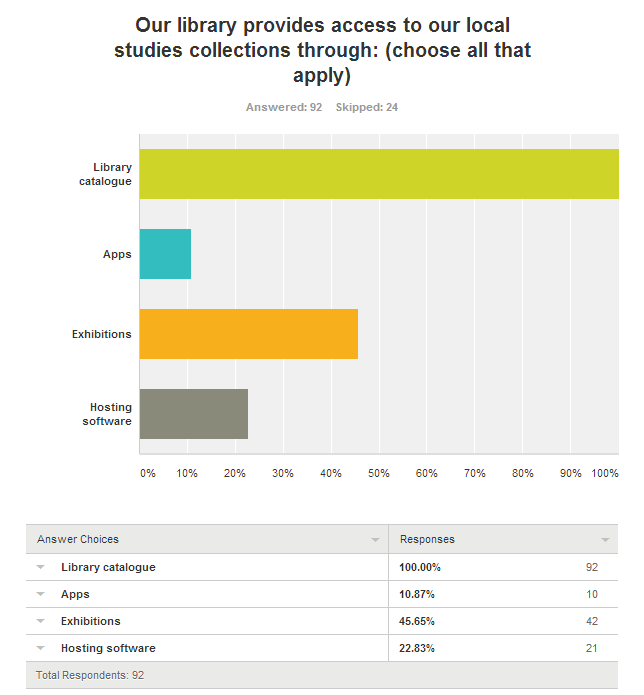 Our library provides access to our local
studies collections through: (choose all that
apply)
Answered: 92 Skipped: 24
Library
catalogue
Apps
Exhibitions
Hosting
software
0% 10% 20% 30% 40% 50% 60% 70% 80% 90% 100%
Answer Choices Responses
Library catalogue 100.00% 92
Apps 10.87% 10
Exhibitions 45.65% 42
Hosting software 22.83% 21
Total Respondents: 92